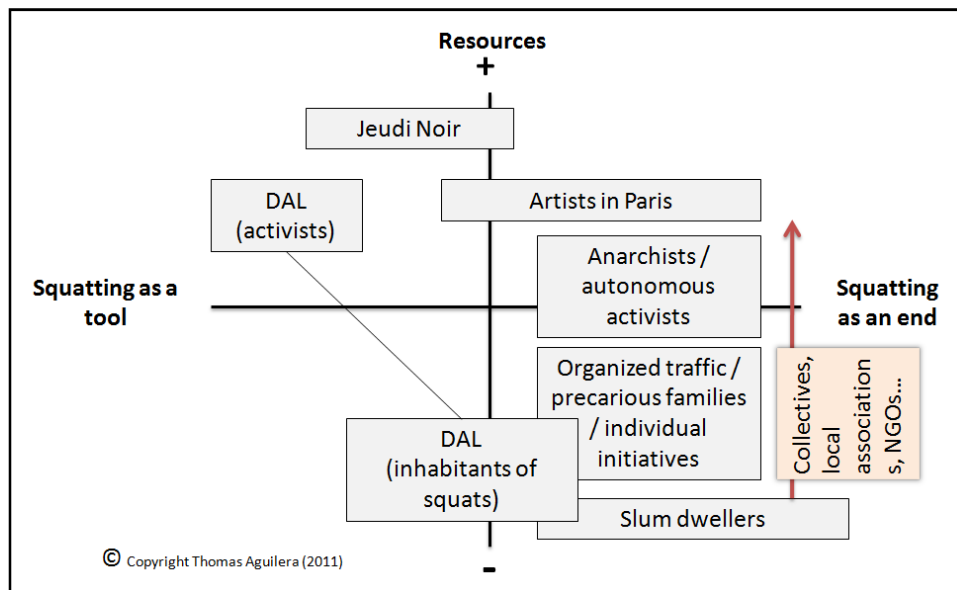 Resources
+
Jeudi Noir
DAL
(activists)
Artists in Paris
Anarchists /
autonomous
activists
Squatting as a
tool
Squatting
as an end
Organized traffic /
precarious families
/ individual
initiatives
Collectives,
local
association
s, NGOs...
DAL
(inhabitants of
squats)
Slum dwellers
© Copyright Thomas Aguilera (2011)
-